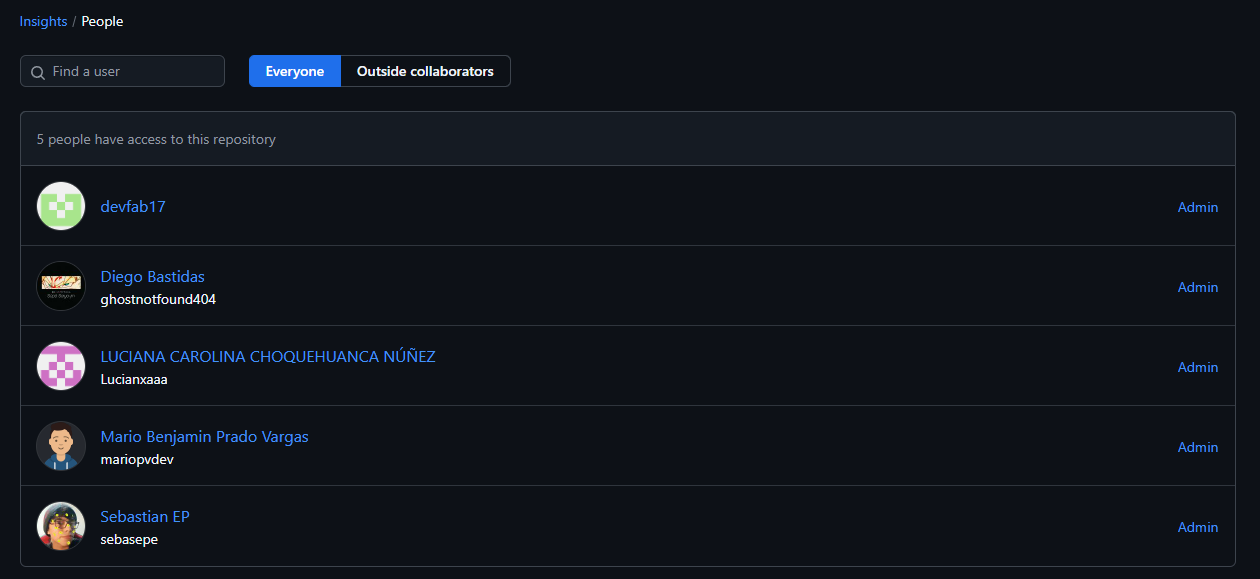 Insights / People
Find a user
Everyone
Outside collaborators
5 people have access to this repository
devfab17
Admin
Diego Bastidas
ghostnotfound404
Admin
LUCIANA CAROLINA CHOQUEHUANCA NÚÑEZ
Lucianxaaa
Admin
Mario Benjamin Prado Vargas
mariopvdev
Admin
Sebastian EP
sebasepe
Admin